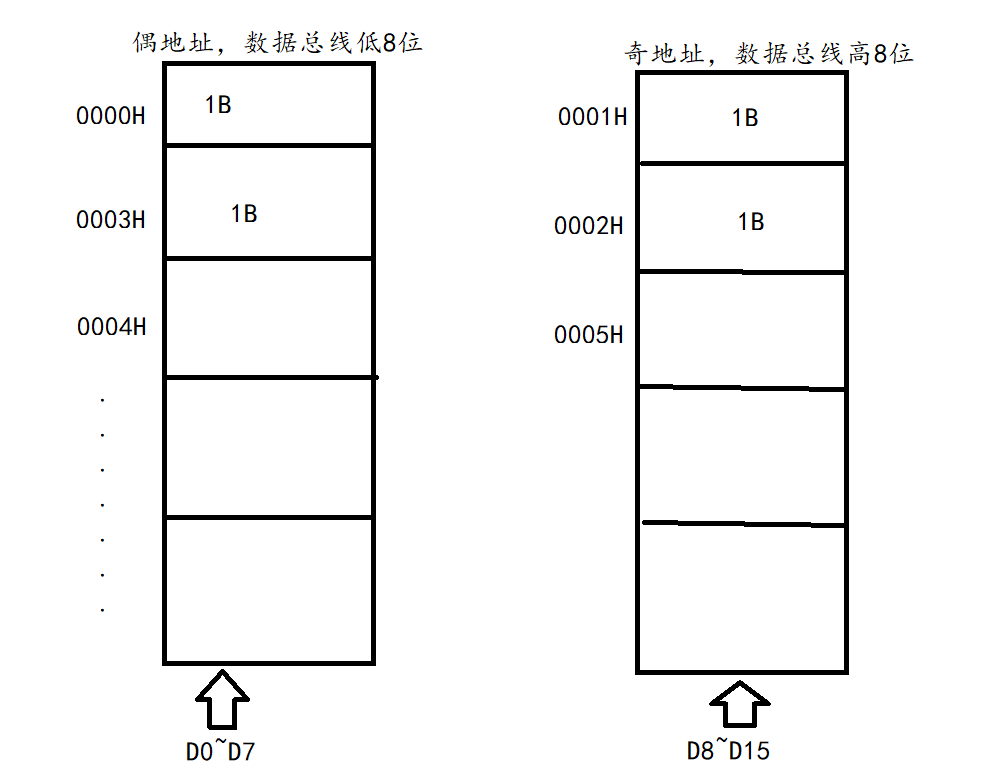 偶地址，数据总线低8位
0000H
1B
0003H
1B
0004H
.
.
.
.
.
.
.
D0~D7
奇地址，数据总线高8位
0001H
1B
0002H
1B
0005H
D8~D15